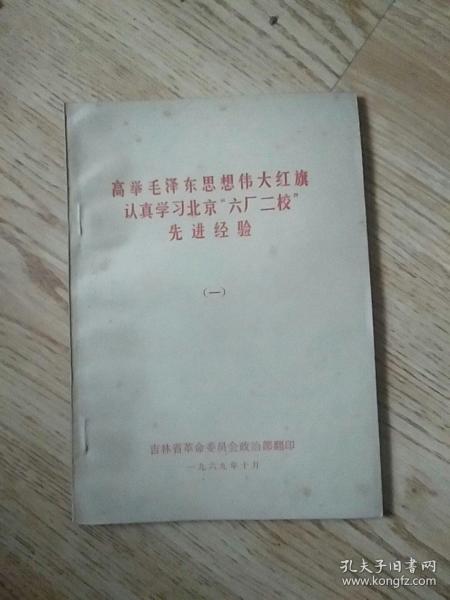 高举毛泽东思想伟大红旗
认真学习北京“六厂二校”
先进经验
(一)
吉林省革命委员会政治部翻印
一九六九年十月
孔夫子旧书网
www.kongfz.com